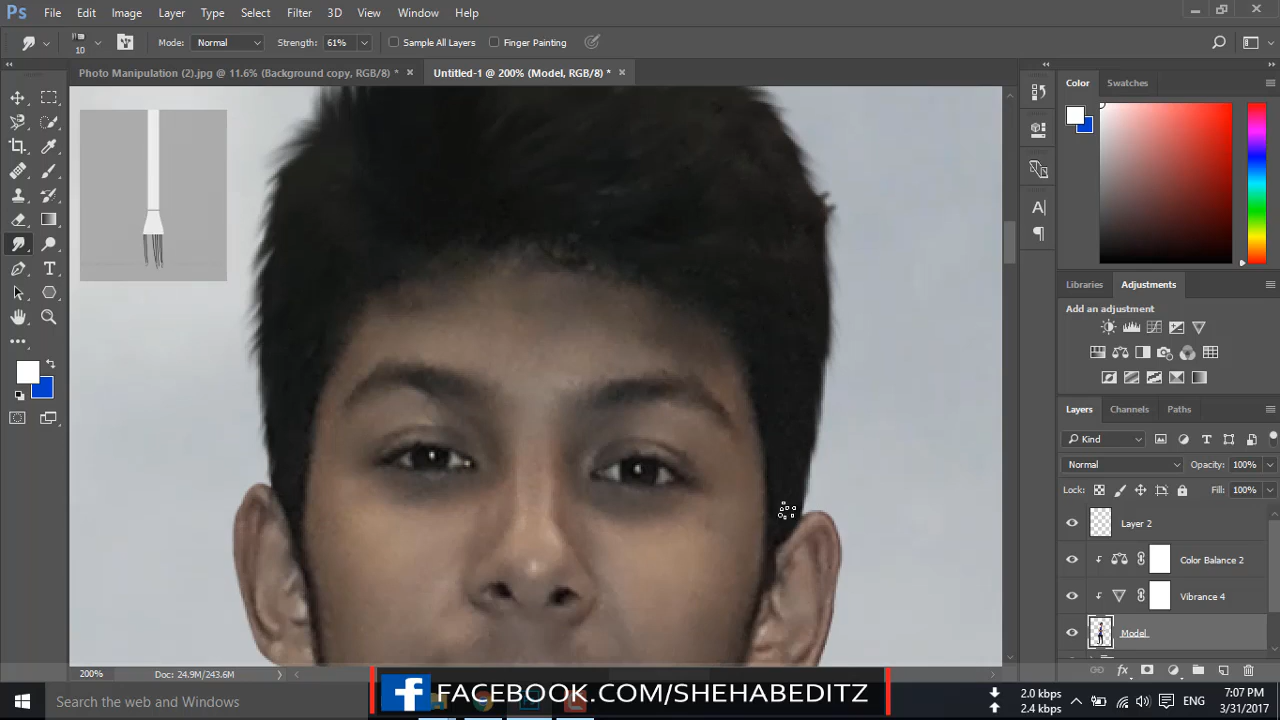 Ps File Edit Image Layer Type Select Filter 3D View Window Help
10 Mode: Normal Strength: 61% Sample All Layers Finger Painting
Photo Manipulation (2).jpg @ 11.6% (Background copy, RGB/8) * × Untitled-1 @ 200% (Model, RGB/8) * ×
Color Swatches
Libraries Adjustments
Add an adjustment
Layers Channels Paths
Kind
Normal Opacity: 100%
Lock: Fill: 100%
Layer 2
Color Balance 2
Vibrance 4
Model
200% Doc: 24.9M/243.6M
fx
Search the web and Windows
f FACEBOOK.COM/SHEHABEDITZ
2.0 kbps
2.4 kbps
ENG
7:07 PM
3/31/2017